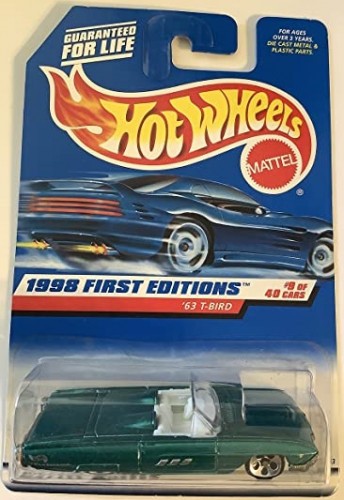 GUARANTEED
FOR LIFE
FOR AGES
OVER 3 YEARS.
DIE CAST METAL &
PLASTIC PARTS.
HOT WHEELS
MATTEL
®
1998 FIRST EDITIONS™
'63 T-BIRD
#9 OF
40 CARS